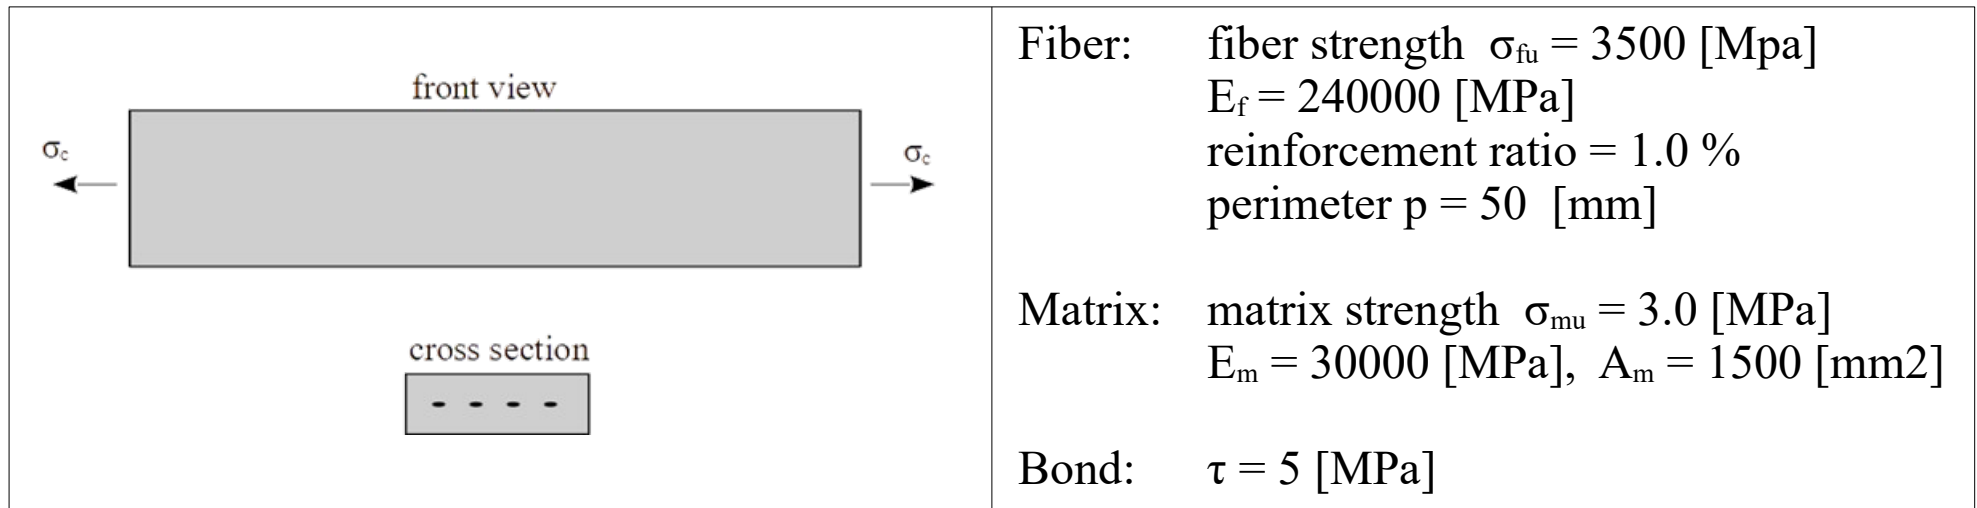 front view
σc
σc
cross section
Fiber: fiber strength σfu = 3500 [Mpa]
Ef = 240000 [MPa]
reinforcement ratio = 1.0 %
perimeter p = 50 [mm]
Matrix: matrix strength σmu = 3.0 [MPa]
Em = 30000 [MPa], Am = 1500 [mm2]
Bond: τ = 5 [MPa]